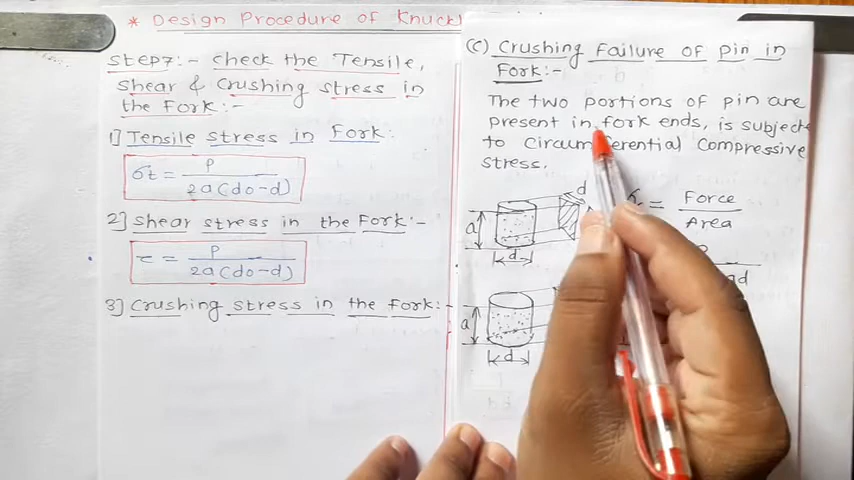 * Design Procedure of Knuckl
Step7:- Check the Tensile,
Shear & Crushing stress in
the Fork:-
1] Tensile stress in Fork:
σt = P / 2a(do-d)
2] Shear stress in the Fork:-
τ = P / 2a(do-d)
3] Crushing stress in the Fork:-
(c) Crushing Failure of Pin in
Fork:-
The two portions of pin are
present in fork ends, is subjecte
to Circumferential Compressive
stress.
= Force / Area
a
d
d
a
d